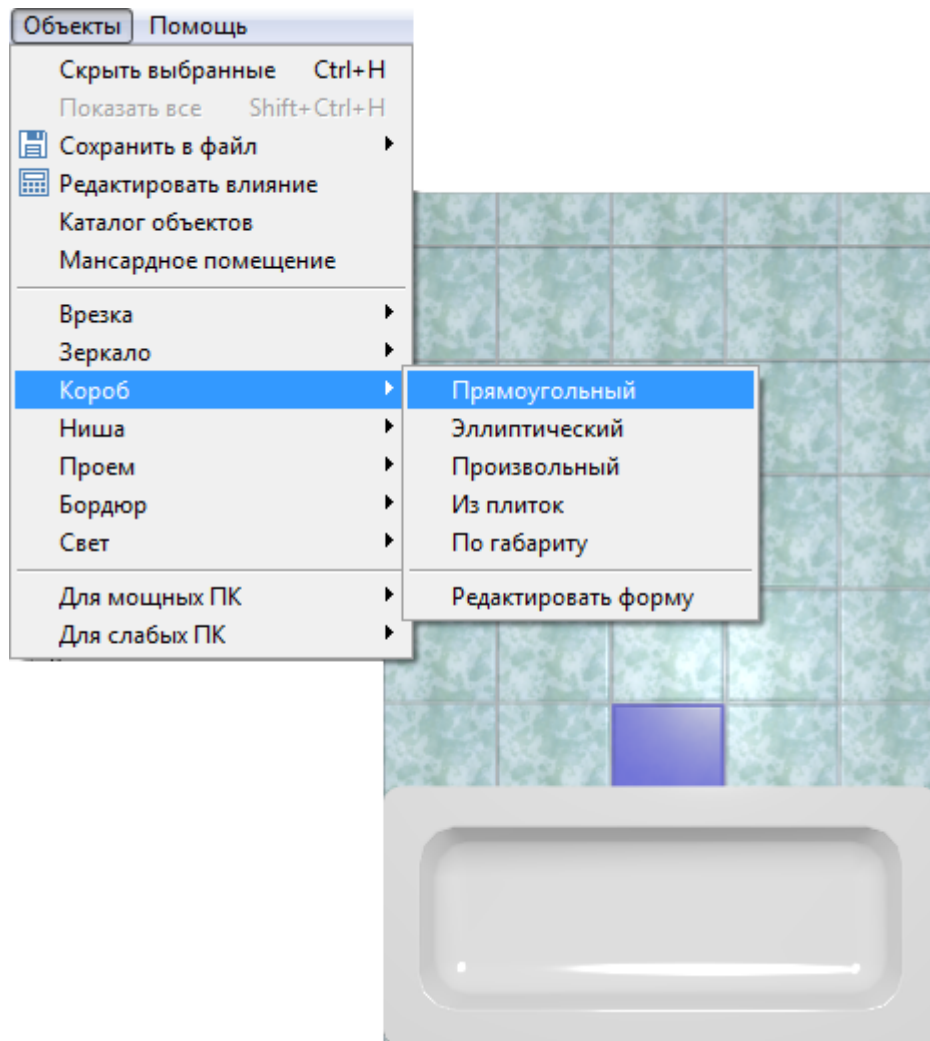 Объекты Помощь
Скрыть выбранные Ctrl+H
Показать все Shift+Ctrl+H
Сохранить в файл
Редактировать влияние
Каталог объектов
Мансардное помещение
Врезка
Зеркало
Короб
Ниша
Проем
Бордюр
Свет
Для мощных ПК
Для слабых ПК
Прямоугольный
Эллиптический
Произвольный
Из плиток
По габариту
Редактировать форму